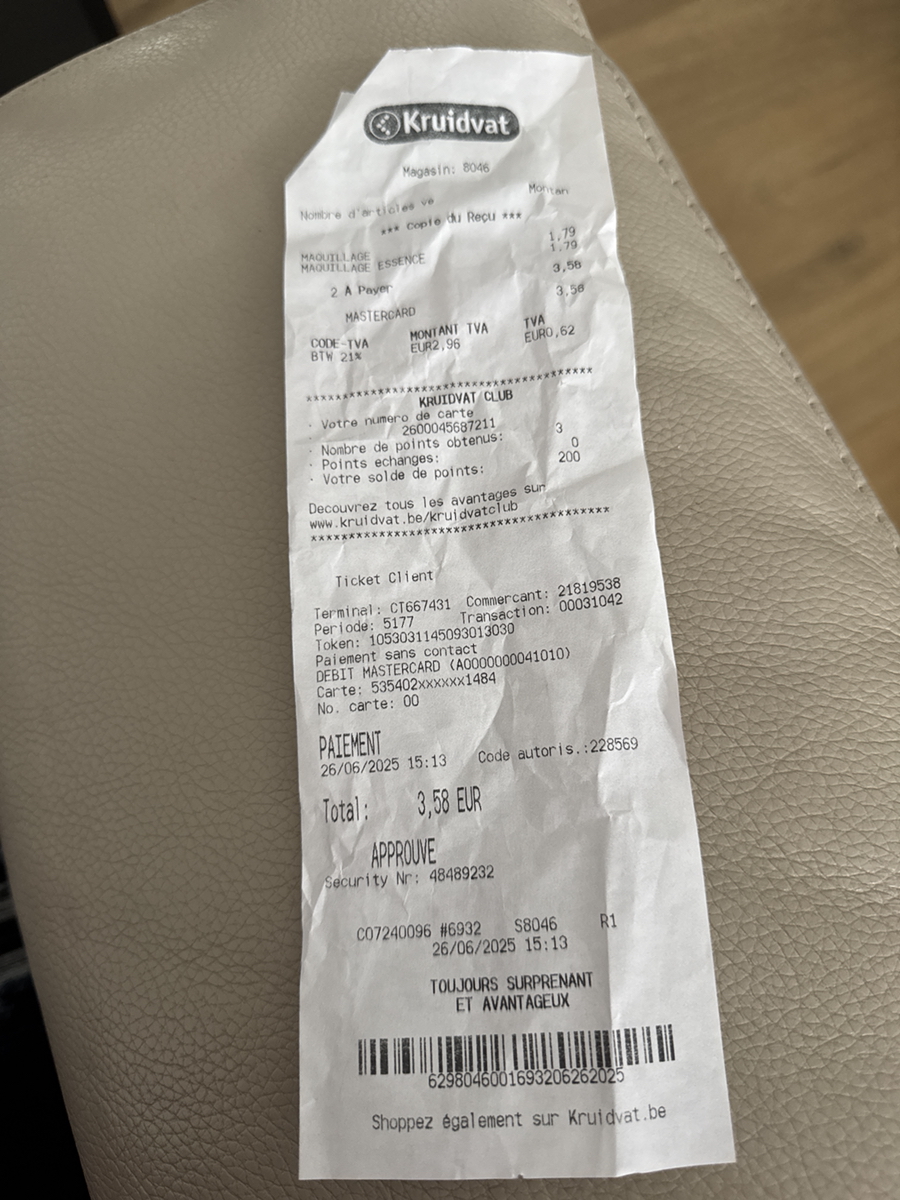 Kruidvat
Magasin: 8046
Nombre d'articles ve Montan
*** Copie du Reçu ***
MAQUILLAGE 1,79
MAQUILLAGE ESSENCE 1,79
2 A Payer 3,58
MASTERCARD 3,58
CODE-TVA MONTANT TVA TVA
BTW 21% EUR2,96 EUR0,62
****************************************
KRUIDVAT CLUB
· Votre numero de carte
· 2600045687211
· Nombre de points obtenus: 3
· Points echanges: 0
· Votre solde de points: 200
Decouvrez tous les avantages sur
www.kruidvat.be/kruidvatclub
****************************************
Ticket Client
Terminal: CT667431 Commercant: 21819538
Periode: 5177 Transaction: 00031042
Token: 1053031145093013030
Paiement sans contact
DEBIT MASTERCARD (A0000000041010)
Carte: 535402xxxxxx1484
No. carte: 00
PAIEMENT
26/06/2025 15:13 Code autoris.:228569
Total: 3,58 EUR
APPROUVE
Security Nr: 48489232
C07240096 #6932 S8046 R1
26/06/2025 15:13
TOUJOURS SURPRENANT
ET AVANTAGEUX
6298046001693206262025
Shoppez également sur Kruidvat.be